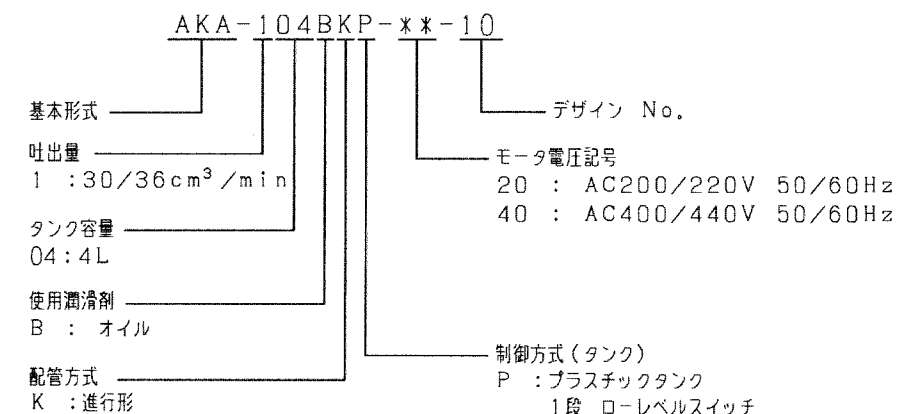 AKA-104BKP-**-10
基本形式
デザイン No.
吐出量
1 :30/36cm³/min
モータ電圧記号
20 : AC200/220V 50/60Hz
40 : AC400/440V 50/60Hz
タンク容量
04:4L
使用潤滑剤
B : オイル
配管方式
K :進行形
制御方式(タンク)
P :プラスチックタンク
1段 ローレベルスイッチ